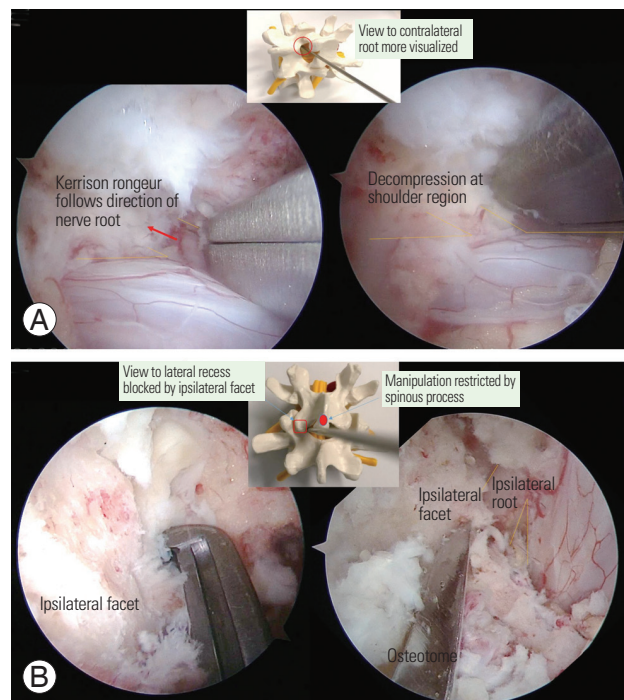 View to contralateral
root more visualized
Kerrison rongeur
follows direction of
nerve root
Decompression at
shoulder region
A
View to lateral recess
blocked by ipsilateral facet
Manipulation restricted by
spinous process
Ipsilateral facet
Ipsilateral
facet
Ipsilateral
root
Osteotome
B